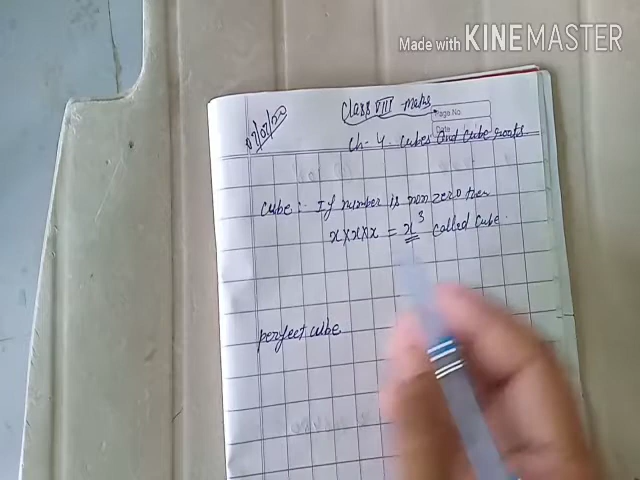 Made with KINEMASTER
07/07/20
Class VIII maths
Page No.
Date
Ch-4. Cubes and Cube roots
Cube:- If number is non zero then
x×x×x = x³ called Cube.
perfect cube